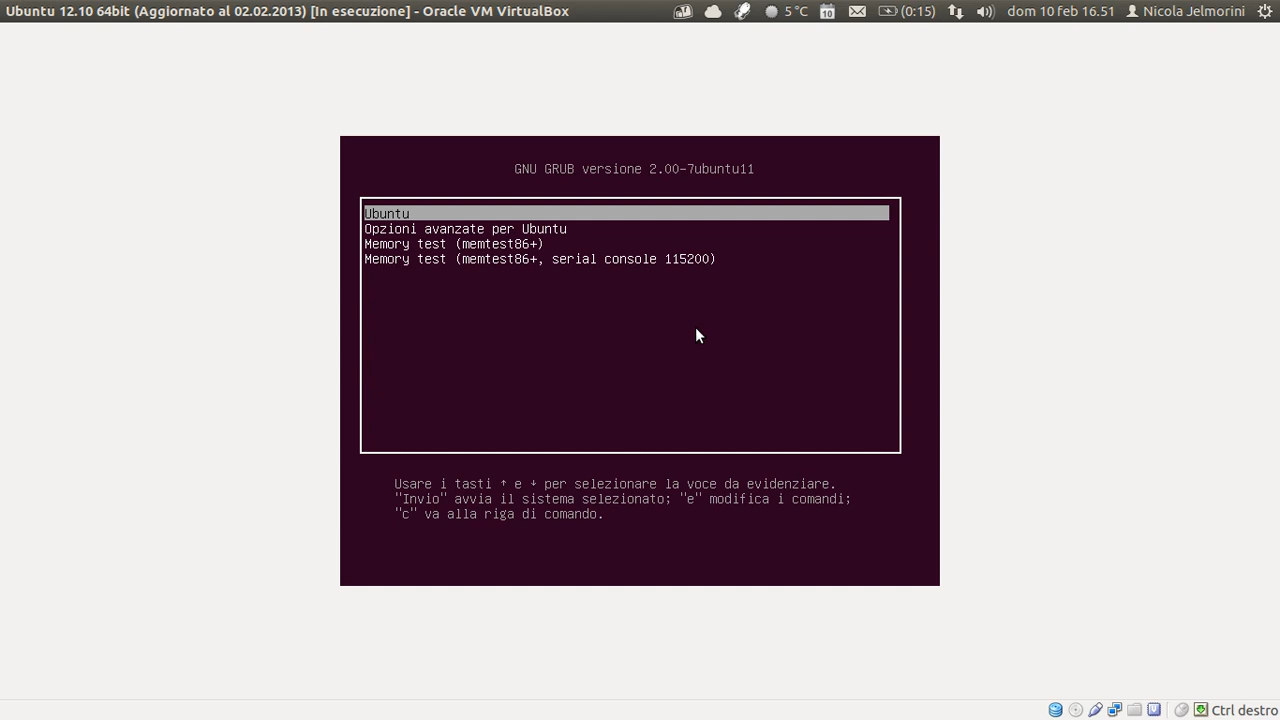 Ubuntu 12.10 64bit (Aggiornato al 02.02.2013) [In esecuzione] - Oracle VM VirtualBox
5 °C
10
(0:15)
dom 10 feb 16.51
Nicola Jelmorini
GNU GRUB versione 2.00-7ubuntu11
Ubuntu
Opzioni avanzate per Ubuntu
Memory test (memtest86+)
Memory test (memtest86+, serial console 115200)
Usare i tasti ↑ e ↓ per selezionare la voce da evidenziare.
"Invio" avvia il sistema selezionato; "e" modifica i comandi;
"c" va alla riga di comando.
Ctrl destro